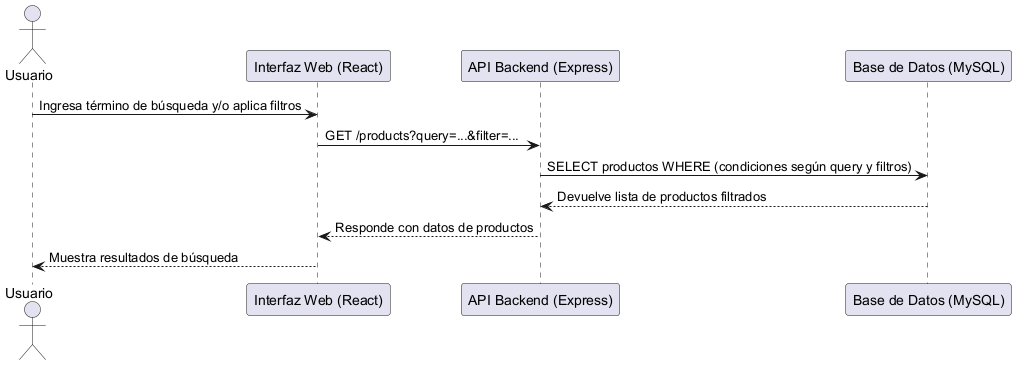 Usuario
Interfaz Web (React)
API Backend (Express)
Base de Datos (MySQL)
Ingresa término de búsqueda y/o aplica filtros
GET /products?query=...&filter=...
SELECT productos WHERE (condiciones según query y filtros)
Devuelve lista de productos filtrados
Responde con datos de productos
Muestra resultados de búsqueda
Usuario
Interfaz Web (React)
API Backend (Express)
Base de Datos (MySQL)